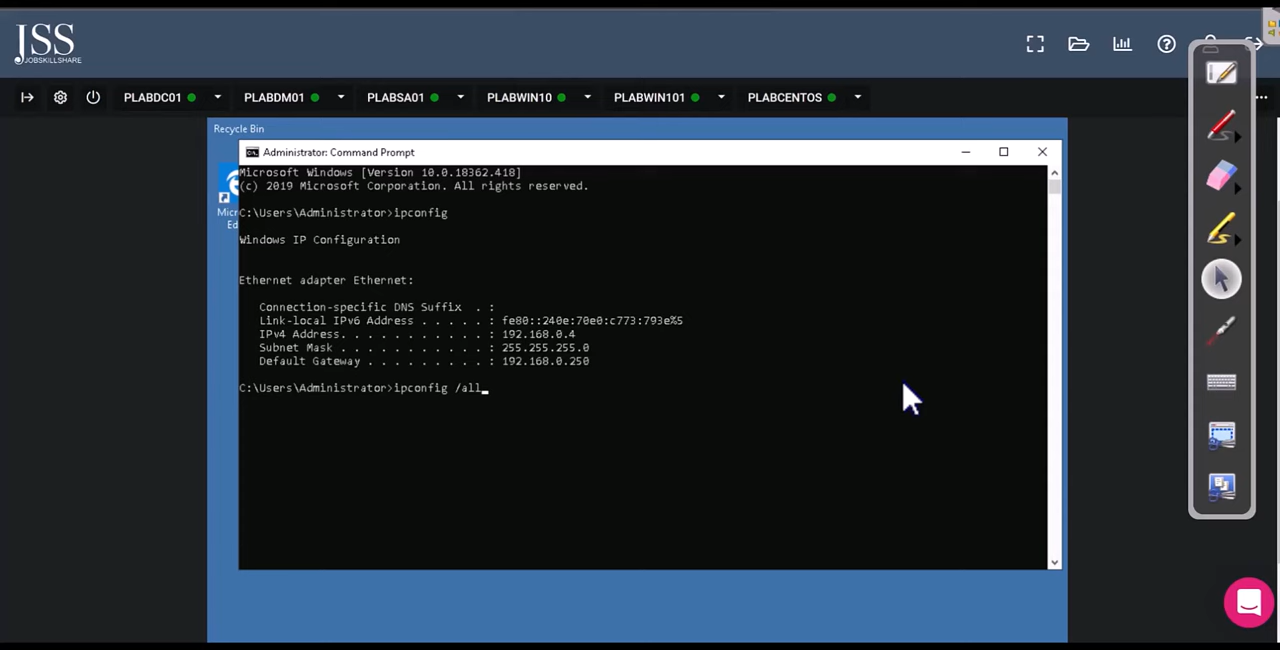 JSS
JOBSKILLSHARE
PLABDC01 PLABDM01 PLABSA01 PLABWIN10 PLABWIN101 PLABCENTOS
Recycle Bin
Administrator: Command Prompt
Microsoft Windows [Version 10.0.18362.418]
(c) 2019 Microsoft Corporation. All rights reserved.
Micr
Ed
C:\Users\Administrator>ipconfig
Windows IP Configuration
Ethernet adapter Ethernet:
Connection-specific DNS Suffix . :
Link-local IPv6 Address . . . . . : fe80::240e:70e0:c773:793e%5
IPv4 Address. . . . . . . . . . . : 192.168.0.4
Subnet Mask . . . . . . . . . . . : 255.255.255.0
Default Gateway . . . . . . . . . : 192.168.0.250
C:\Users\Administrator>ipconfig /all